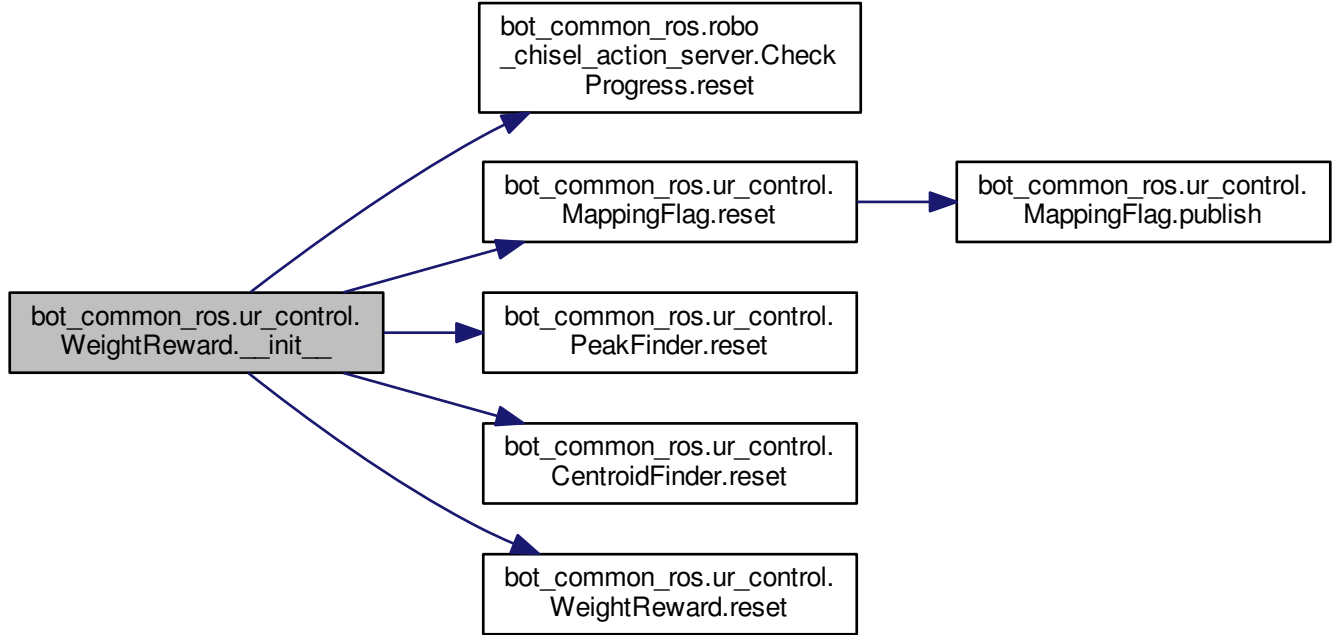 bot_common_ros.robo
_chisel_action_server.Check
Progress.reset
bot_common_ros.ur_control.
MappingFlag.reset
bot_common_ros.ur_control.
MappingFlag.publish
bot_common_ros.ur_control.
WeightReward.__init__
bot_common_ros.ur_control.
PeakFinder.reset
bot_common_ros.ur_control.
CentroidFinder.reset
bot_common_ros.ur_control.
WeightReward.reset